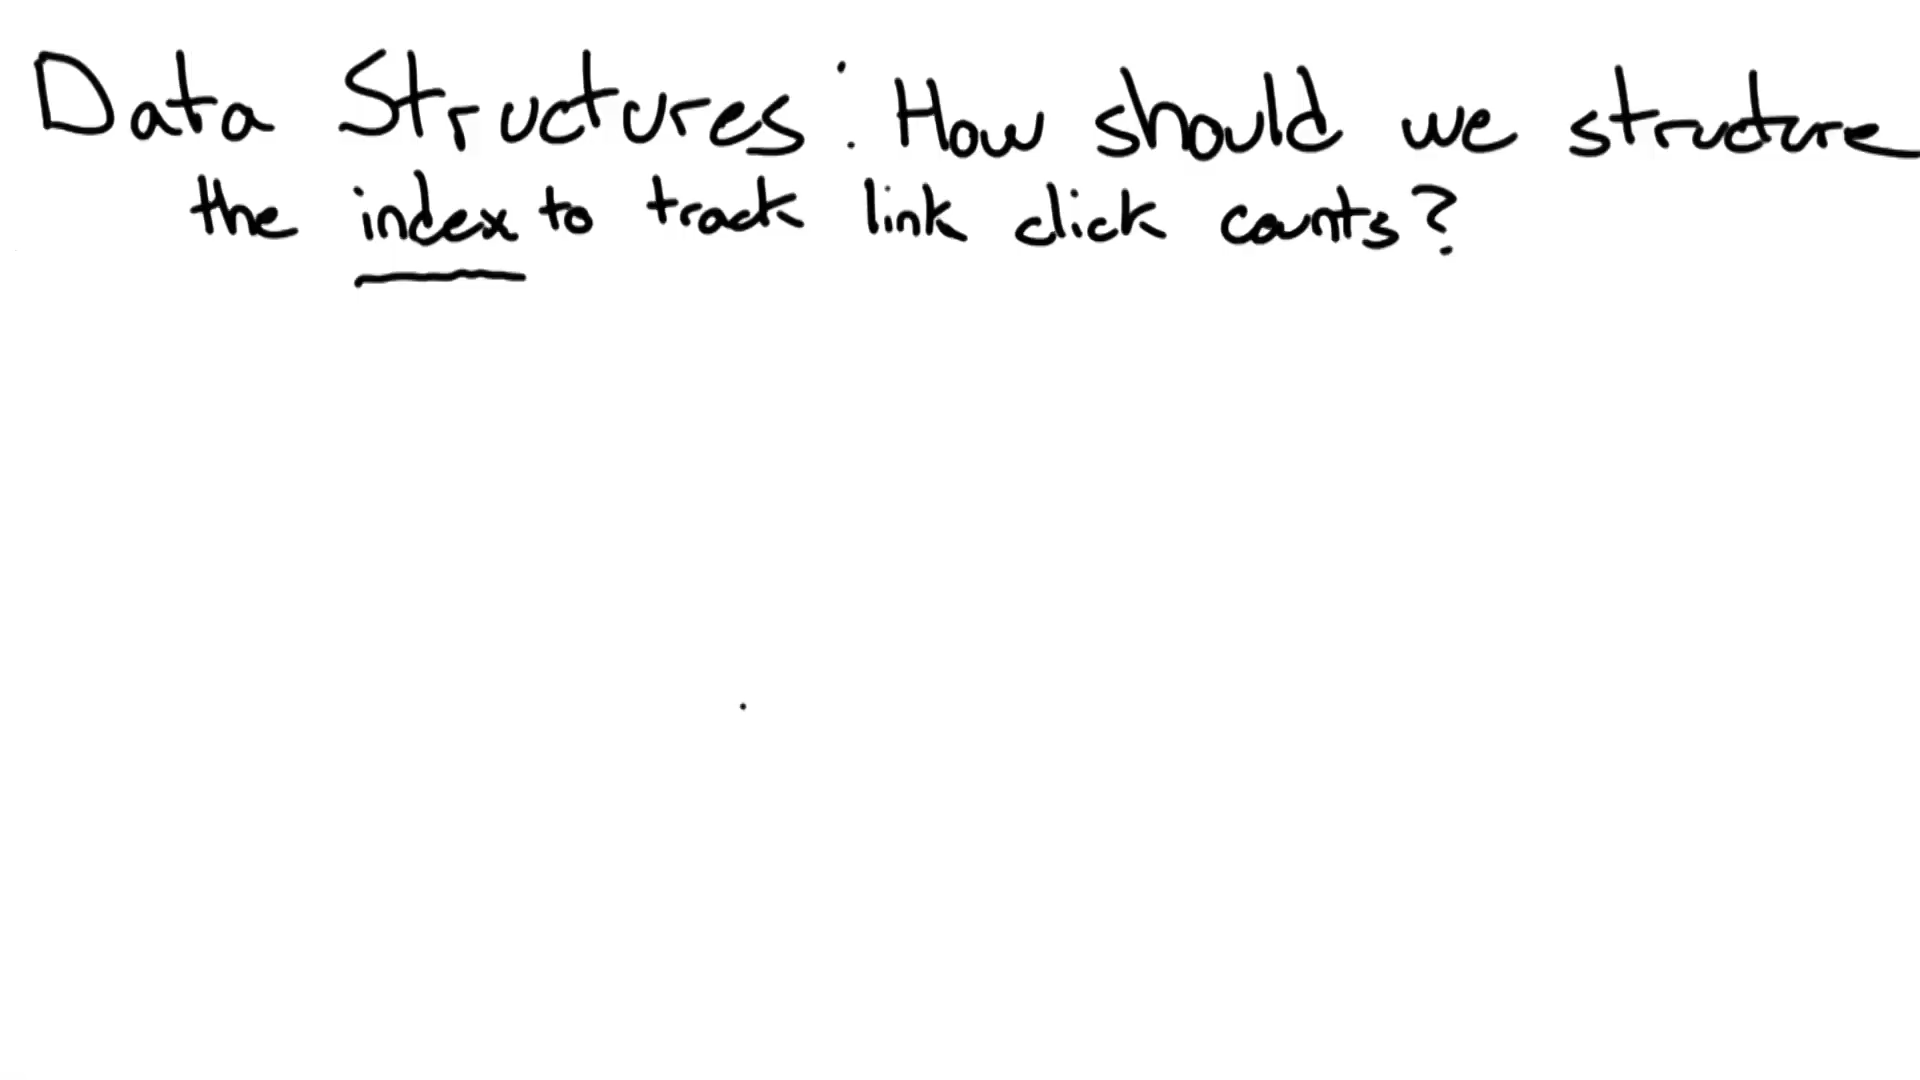 Data Structures: How should we structure
the index to track link click counts?